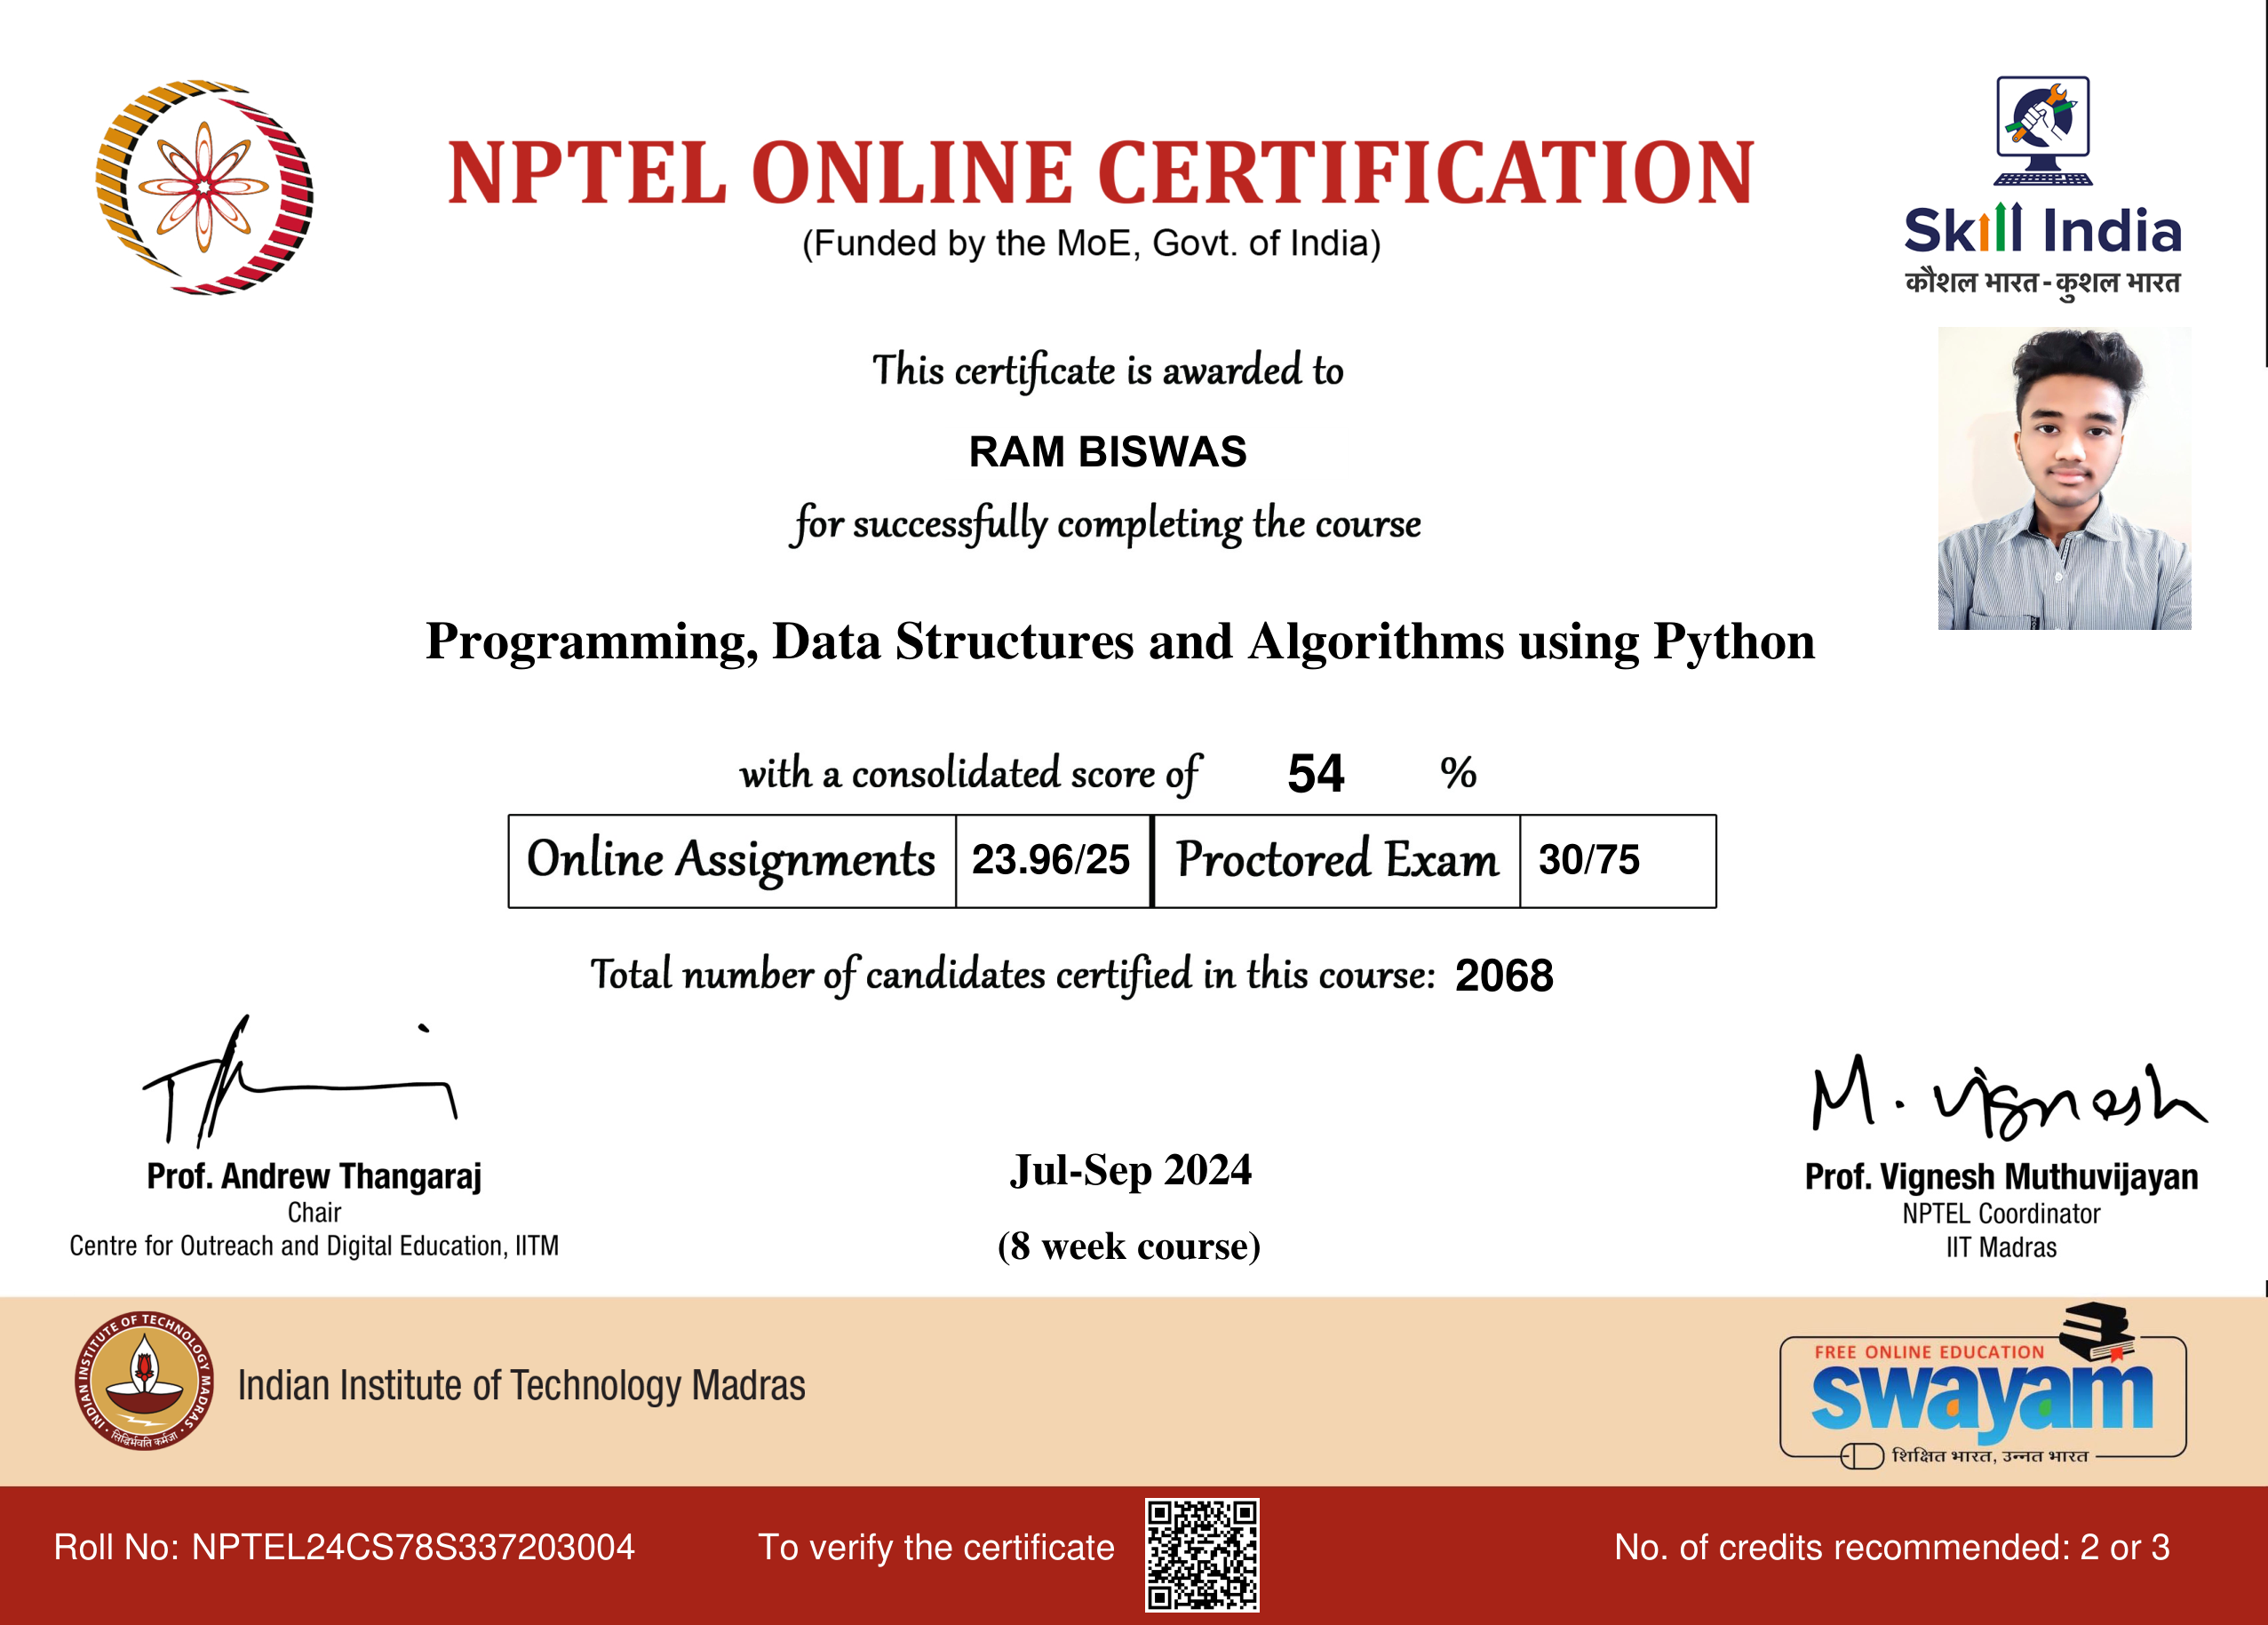 NPTEL ONLINE CERTIFICATION
(Funded by the MoE, Govt. of India)
Skill India
कौशल भारत - कुशल भारत
This certificate is awarded to
RAM BISWAS
for successfully completing the course
Programming, Data Structures and Algorithms using Python
with a consolidated score of 54 %
Online Assignments 23.96/25 Proctored Exam 30/75
Total number of candidates certified in this course: 2068
M. Vignesh
Prof. Andrew Thangaraj
Chair
Centre for Outreach and Digital Education, IITM
Jul-Sep 2024
(8 week course)
Prof. Vignesh Muthuvijayan
NPTEL Coordinator
IIT Madras
INDIAN INSTITUTE OF TECHNOLOGY MADRAS
सिद्धिर्भवति कर्मजा
Indian Institute of Technology Madras
FREE ONLINE EDUCATION
swayam
शिक्षित भारत, उन्नत भारत
Roll No: NPTEL24CS78S337203004
To verify the certificate
No. of credits recommended: 2 or 3